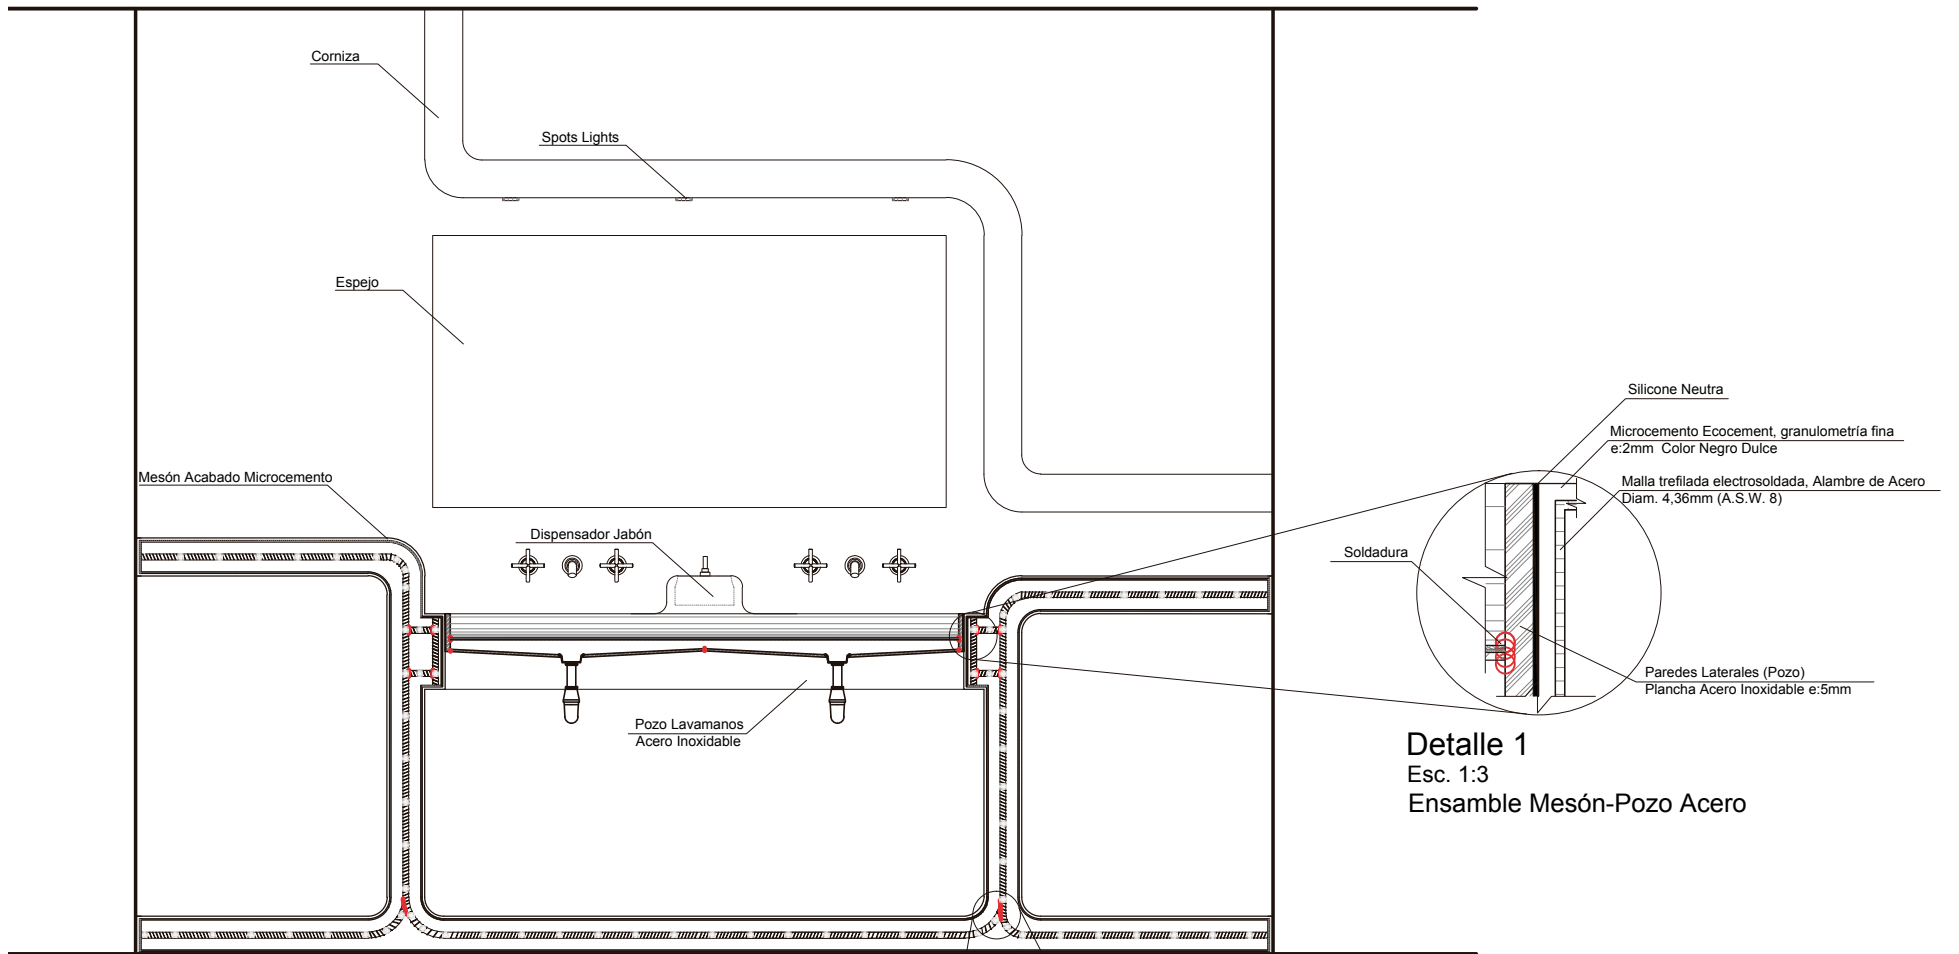 Corniza
Spots Lights
Espejo
Silicone Neutra
Microcemento Ecocement, granulometría fina
e:2mm Color Negro Dulce
Mesón Acabado Microcemento
Malla trefilada electrosoldada, Alambre de Acero
Diam. 4,36mm (A.S.W. 8)
Dispensador Jabón
Soldadura
Paredes Laterales (Pozo)
Plancha Acero Inoxidable e:5mm
Pozo Lavamanos
Acero Inoxidable
Detalle 1
Esc. 1:3
Ensamble Mesón-Pozo Acero